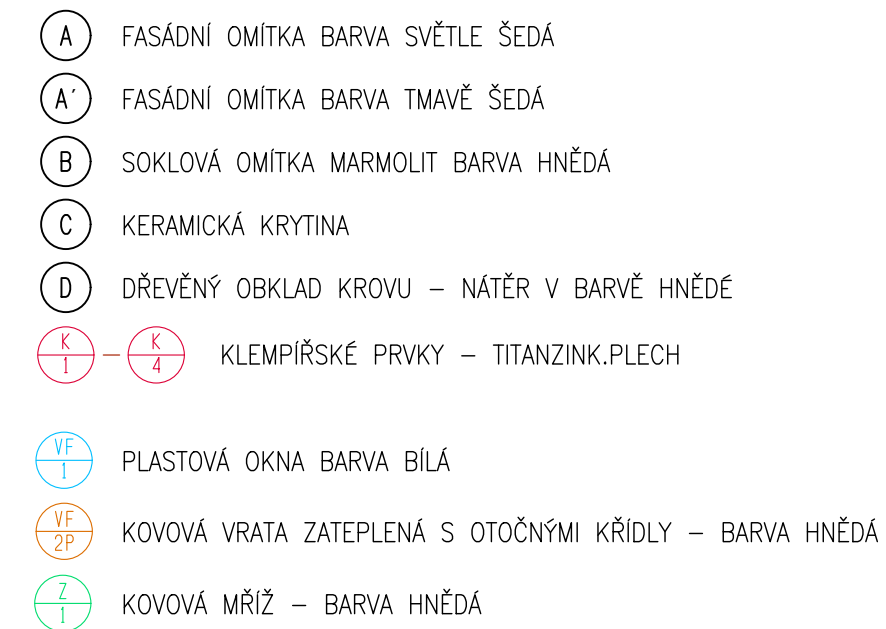 A FASÁDNÍ OMÍTKA BARVA SVĚTLE ŠEDÁ
A´ FASÁDNÍ OMÍTKA BARVA TMAVĚ ŠEDÁ
B SOKLOVÁ OMÍTKA MARMOLIT BARVA HNĚDÁ
C KERAMICKÁ KRYTINA
D DŘEVĚNÝ OBKLAD KROVU – NÁTĚR V BARVĚ HNĚDÉ
K 1 – K 4 KLEMPÍŘSKÉ PRVKY – TITANZINK.PLECH
VF 1 PLASTOVÁ OKNA BARVA BÍLÁ
VF 2P KOVOVÁ VRATA ZATEPLENÁ S OTOČNÝMI KŘÍDLY – BARVA HNĚDÁ
Z 1 KOVOVÁ MŘÍŽ – BARVA HNĚDÁ